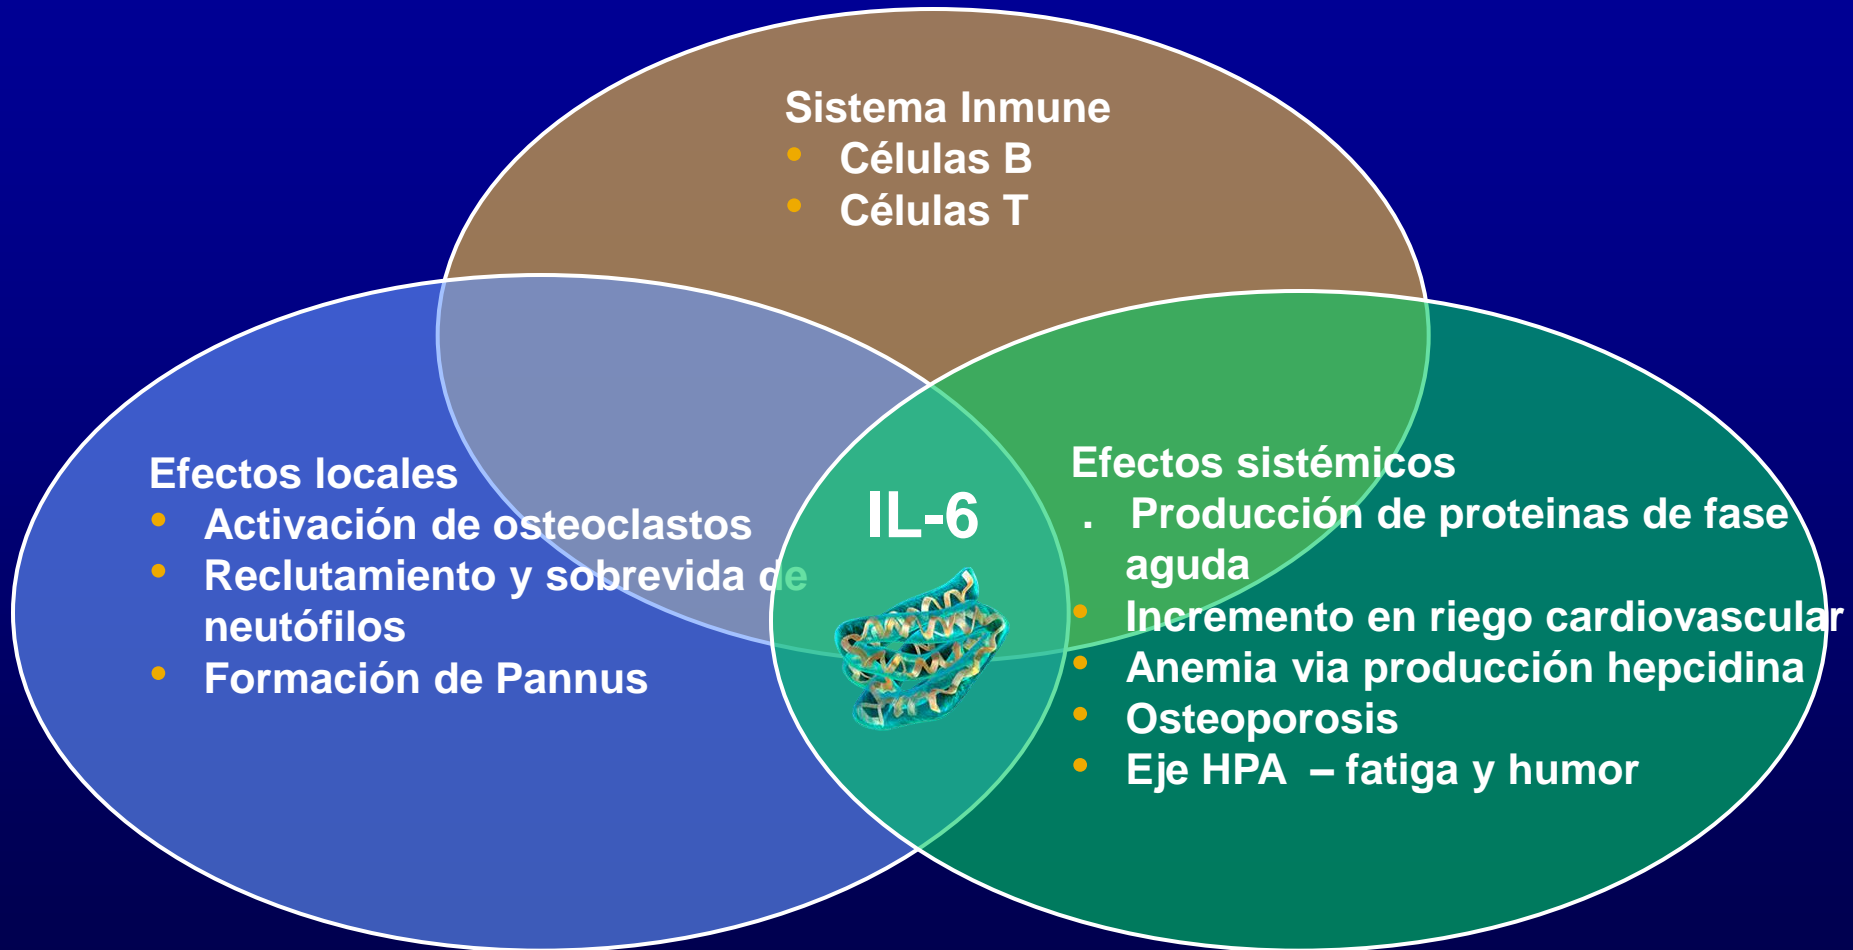 Sistema Inmune
• Células B
• Células T
Efectos locales
• Activación de osteoclastos
• Reclutamiento y sobrevida de
neutófilos
• Formación de Pannus
IL-6
Efectos sistémicos
. Producción de proteinas de fase
aguda
• Incremento en riego cardiovascular
• Anemia via producción hepcidina
• Osteoporosis
• Eje HPA – fatiga y humor